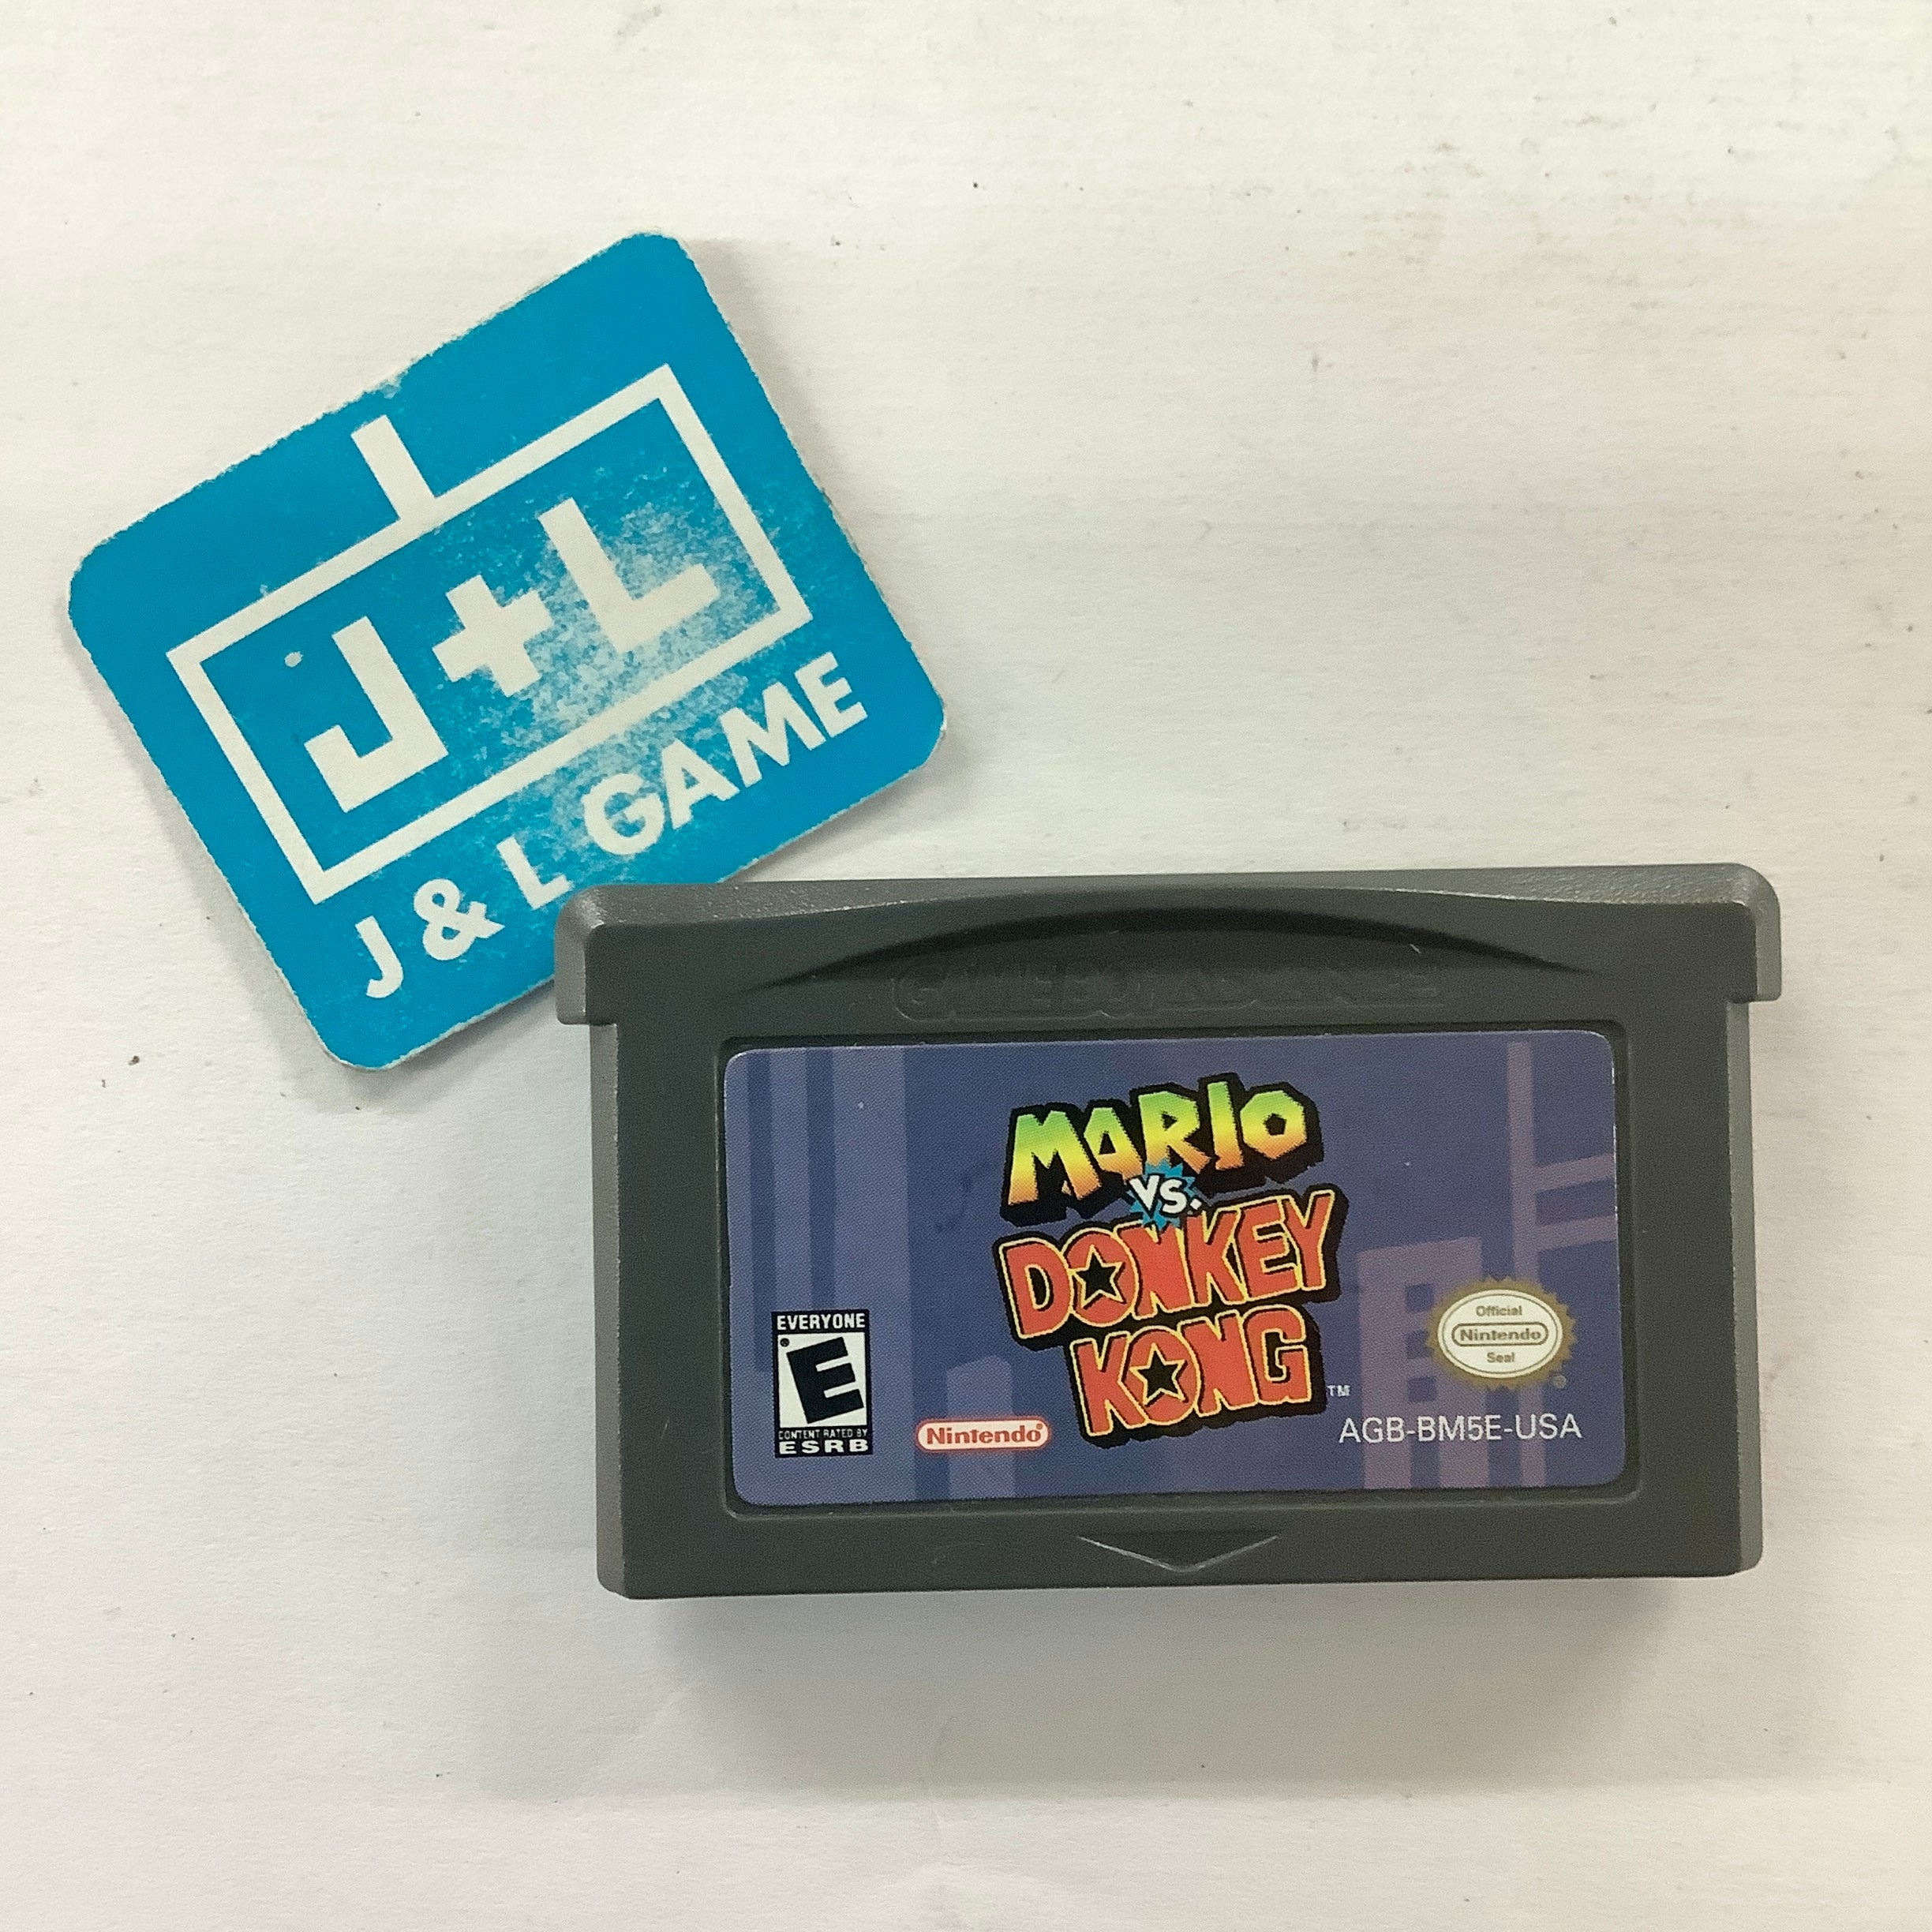 J+L
J & L GAME
GAME BOY ADVANCE
MARIO
VS.
DONKEY
KONG™
EVERYONE
E
CONTENT RATED BY
ESRB
Nintendo®
Official
Nintendo
Seal
AGB-BM5E-USA